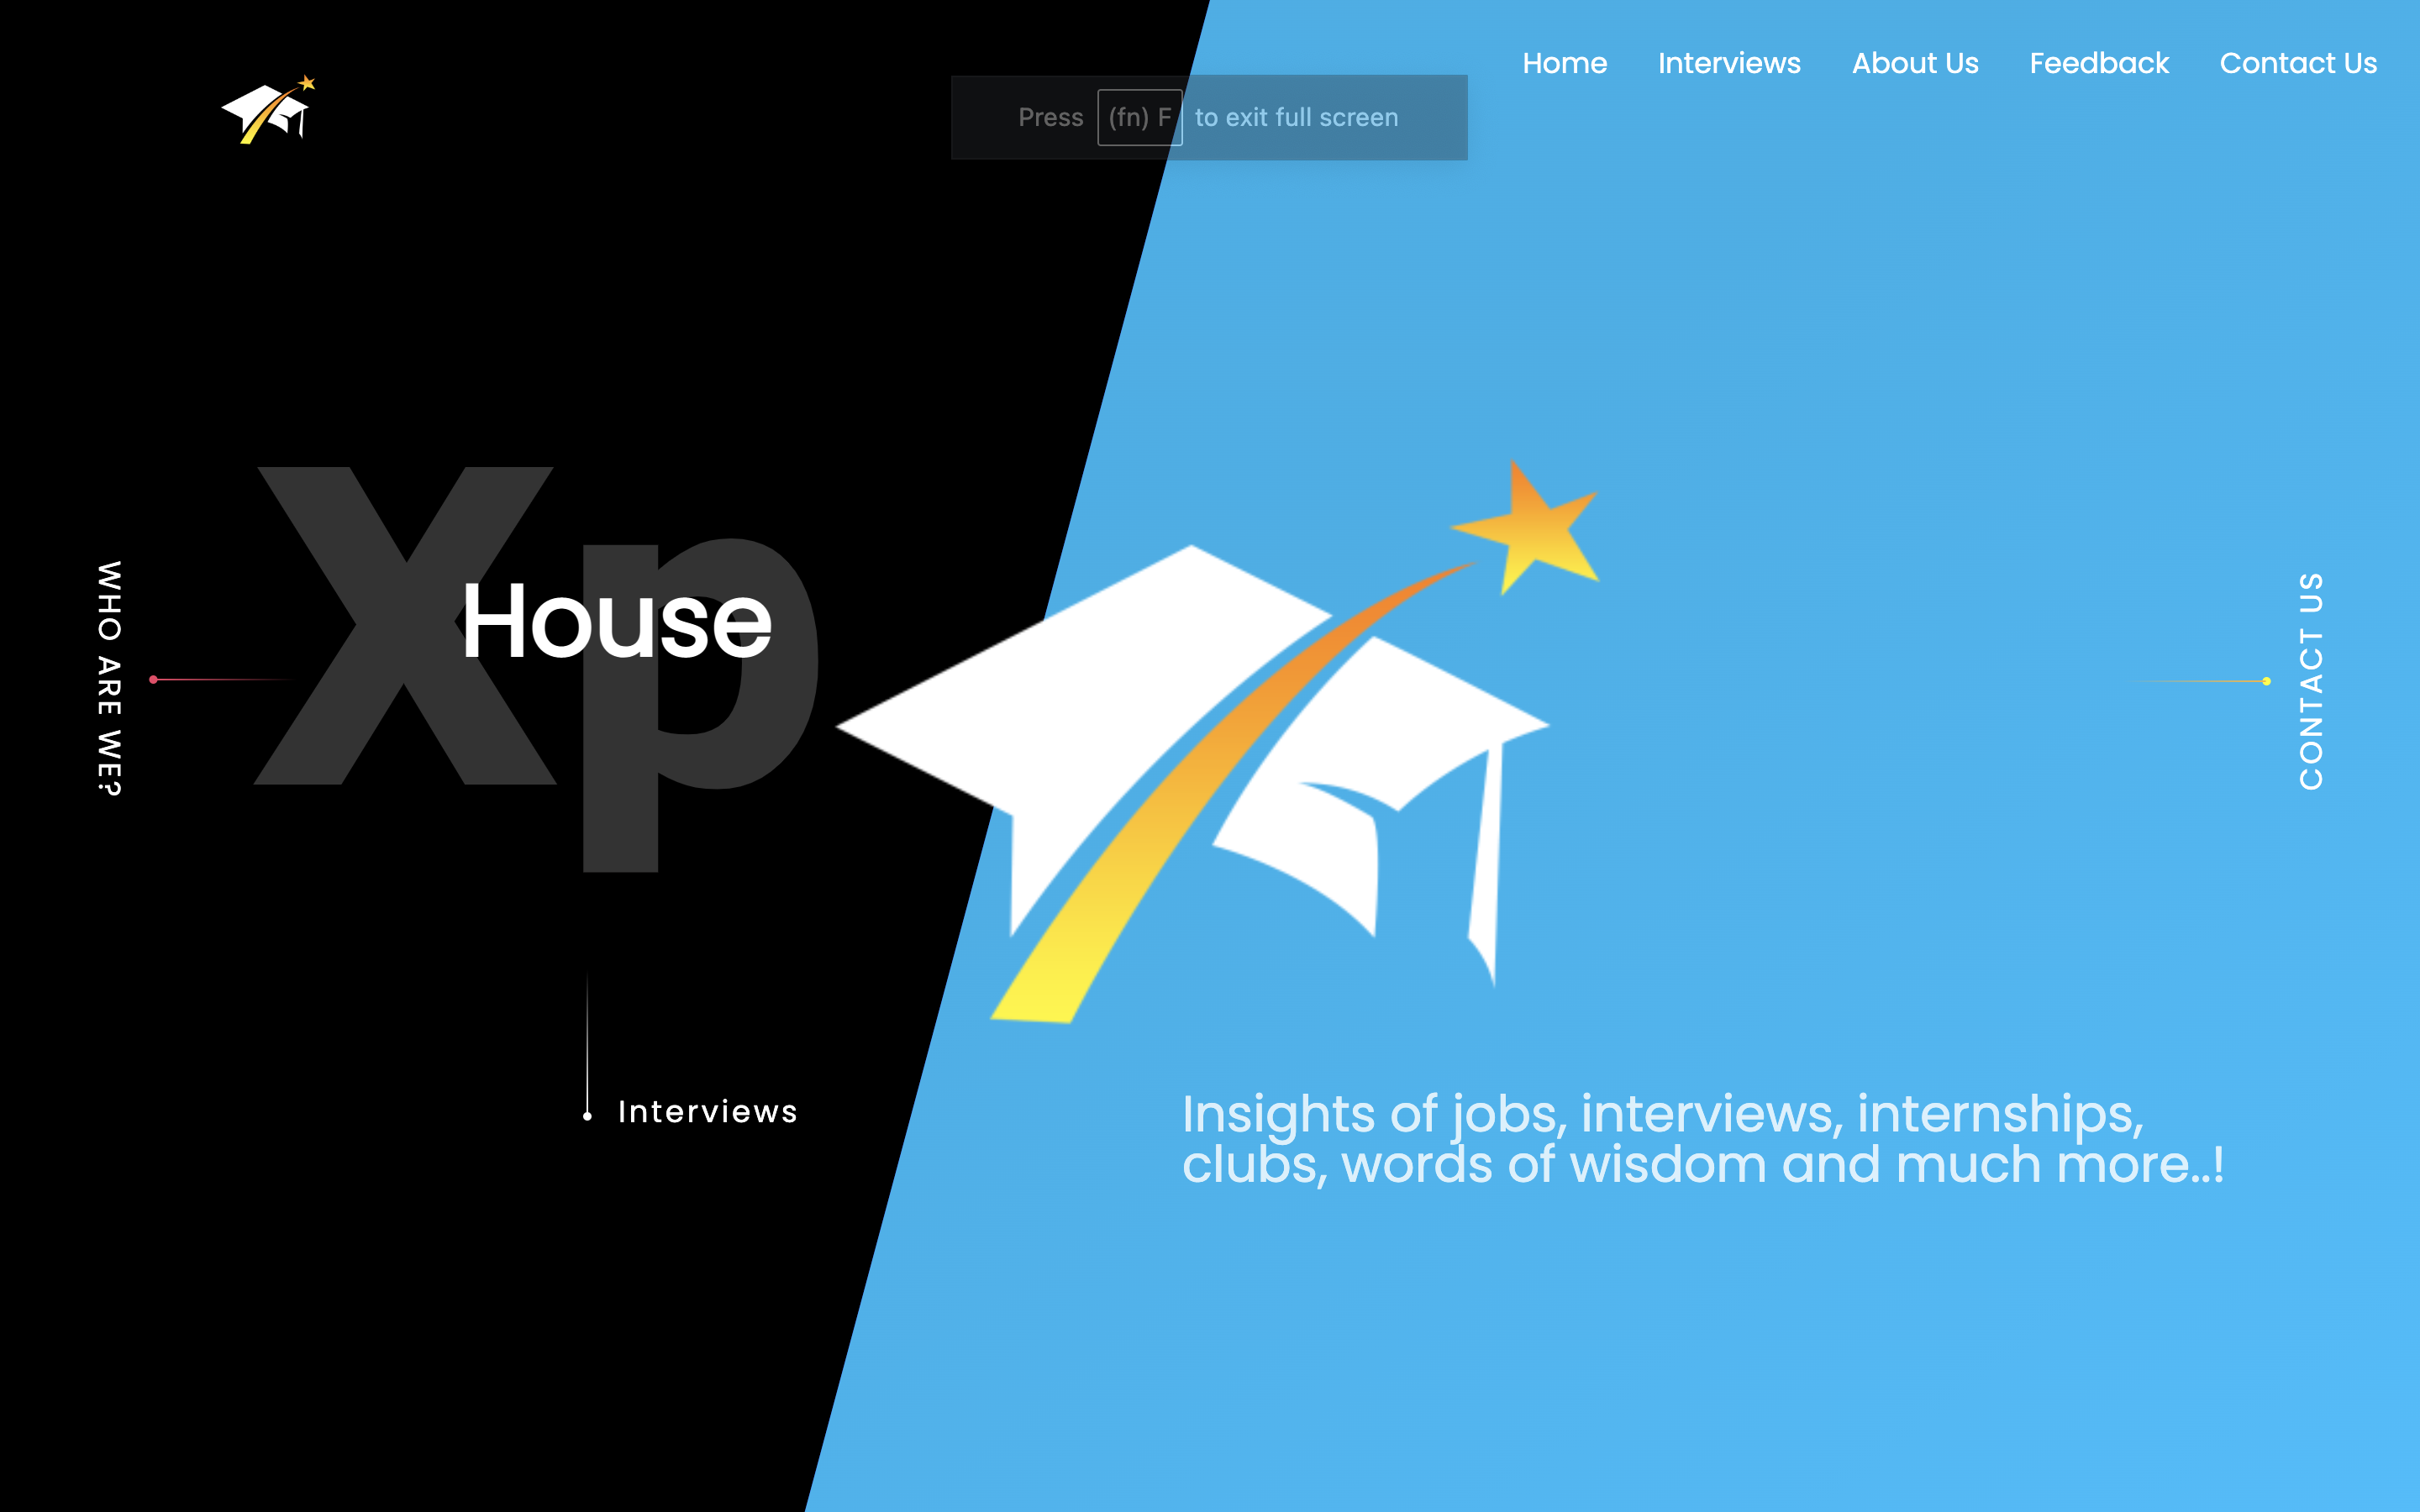 Home Interviews About Us Feedback Contact Us
Press (fn) F to exit full screen
Xp
House
WHO ARE WE?
CONTACT US
Interviews
Insights of jobs, interviews, internships,
clubs, words of wisdom and much more..!